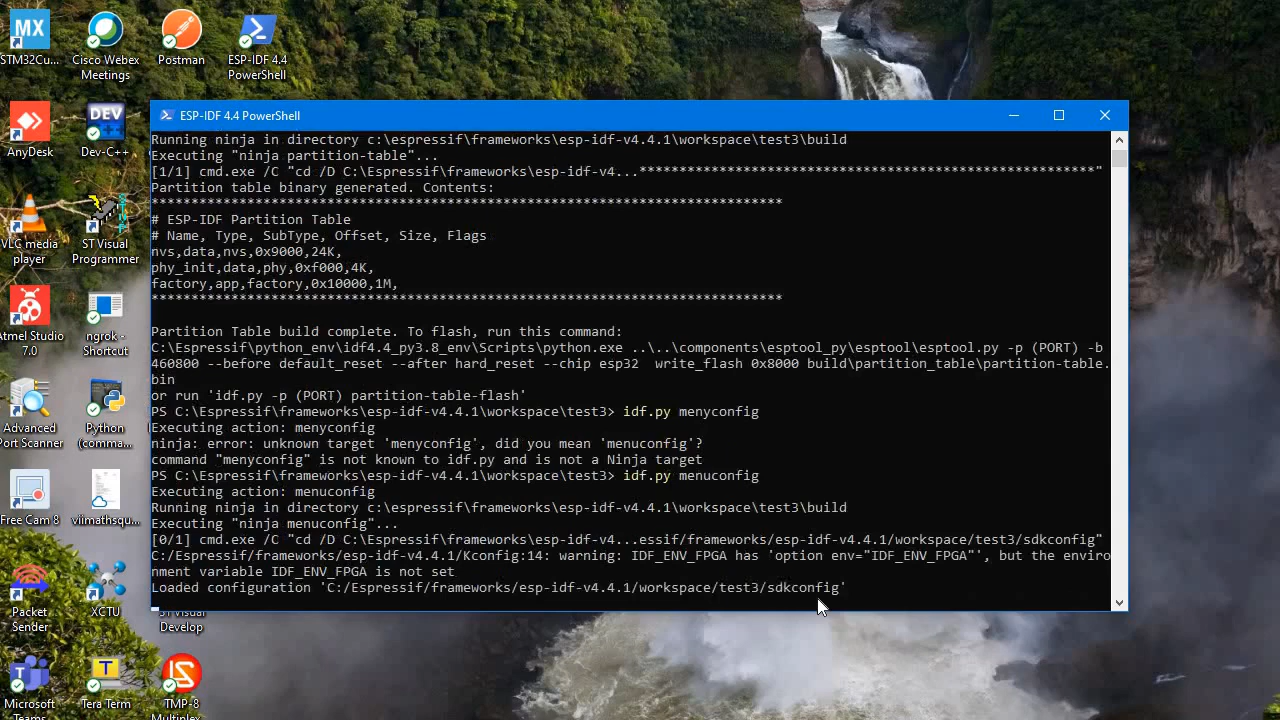 MX
STM32Cu...
Cisco Webex
Meetings
Postman
ESP-IDF 4.4
PowerShell
AnyDesk
DEV
Dev-C++
VLC media
player
ST Visual
Programmer
Atmel Studio
7.0
ngrok -
Shortcut
Advanced
Port Scanner
Python
(comma...
Free Cam 8
viimathsqu...
Packet
Sender
XCTU
ST Visual
Develop
Microsoft
Teams
T
Tera Term
TMP-8
Multiplex
ESP-IDF 4.4 PowerShell
Running ninja in directory c:\espressif\frameworks\esp-idf-v4.4.1\workspace\test3\build
Executing "ninja partition-table"...
[1/1] cmd.exe /C "cd /D C:\Espressif\frameworks\esp-idf-v4...**********************************************************"
Partition table binary generated. Contents:
*******************************************************************************
# ESP-IDF Partition Table
# Name, Type, SubType, Offset, Size, Flags
nvs,data,nvs,0x9000,24K,
phy_init,data,phy,0xf000,4K,
factory,app,factory,0x10000,1M,
*******************************************************************************
Partition Table build complete. To flash, run this command:
C:\Espressif\python_env\idf4.4_py3.8_env\Scripts\python.exe ..\..\components\esptool_py\esptool\esptool.py -p (PORT) -b
460800 --before default_reset --after hard_reset --chip esp32  write_flash 0x8000 build\partition_table\partition-table.
bin
or run 'idf.py -p (PORT) partition-table-flash'
PS C:\Espressif\frameworks\esp-idf-v4.4.1\workspace\test3> idf.py menyconfig
Executing action: menyconfig
ninja: error: unknown target 'menyconfig', did you mean 'menuconfig'?
command "menyconfig" is not known to idf.py and is not a Ninja target
PS C:\Espressif\frameworks\esp-idf-v4.4.1\workspace\test3> idf.py menuconfig
Executing action: menuconfig
Running ninja in directory c:\espressif\frameworks\esp-idf-v4.4.1\workspace\test3\build
Executing "ninja menuconfig"...
[0/1] cmd.exe /C "cd /D C:\Espressif\frameworks\esp-idf-v4...essif/frameworks/esp-idf-v4.4.1/workspace/test3/sdkconfig"
C:/Espressif/frameworks/esp-idf-v4.4.1/Kconfig:14: warning: IDF_ENV_FPGA has 'option env="IDF_ENV_FPGA"', but the enviro
nment variable IDF_ENV_FPGA is not set
Loaded configuration 'C:/Espressif/frameworks/esp-idf-v4.4.1/workspace/test3/sdkconfig'